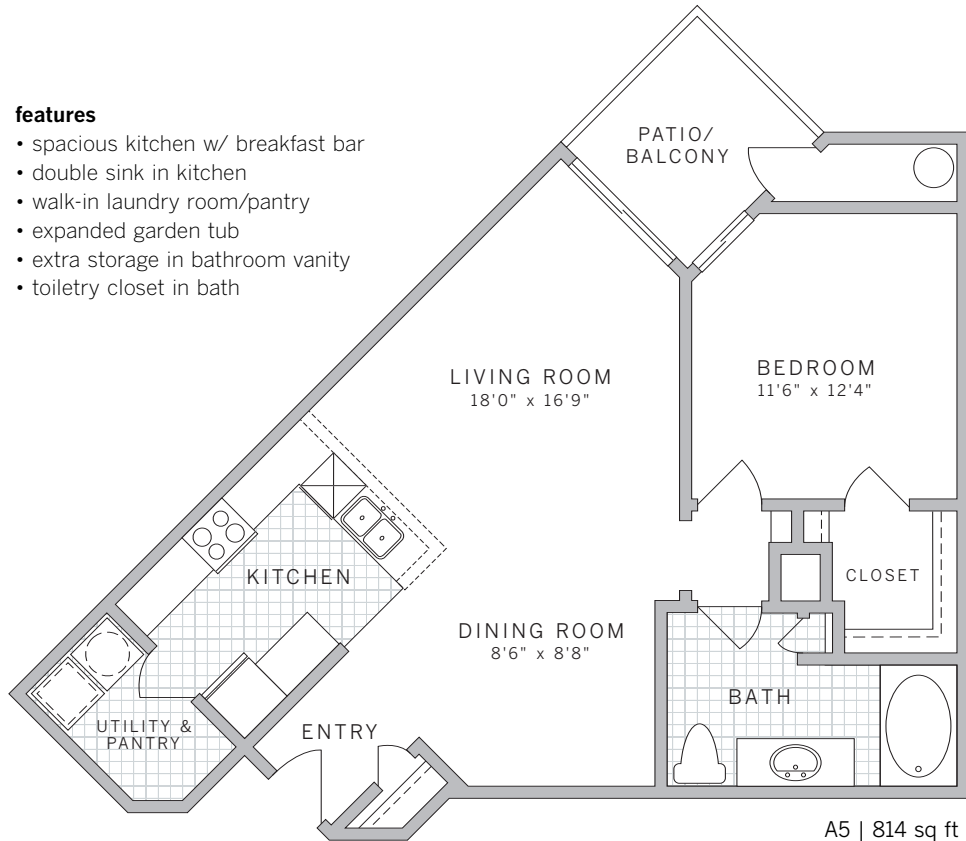 features
• spacious kitchen w/ breakfast bar
• double sink in kitchen
• walk-in laundry room/pantry
• expanded garden tub
• extra storage in bathroom vanity
• toiletry closet in bath
PATIO/
BALCONY
LIVING ROOM
18'0" x 16'9"
BEDROOM
11'6" x 12'4"
KITCHEN
CLOSET
DINING ROOM
8'6" x 8'8"
BATH
UTILITY &
PANTRY
ENTRY
A5 | 814 sq ft